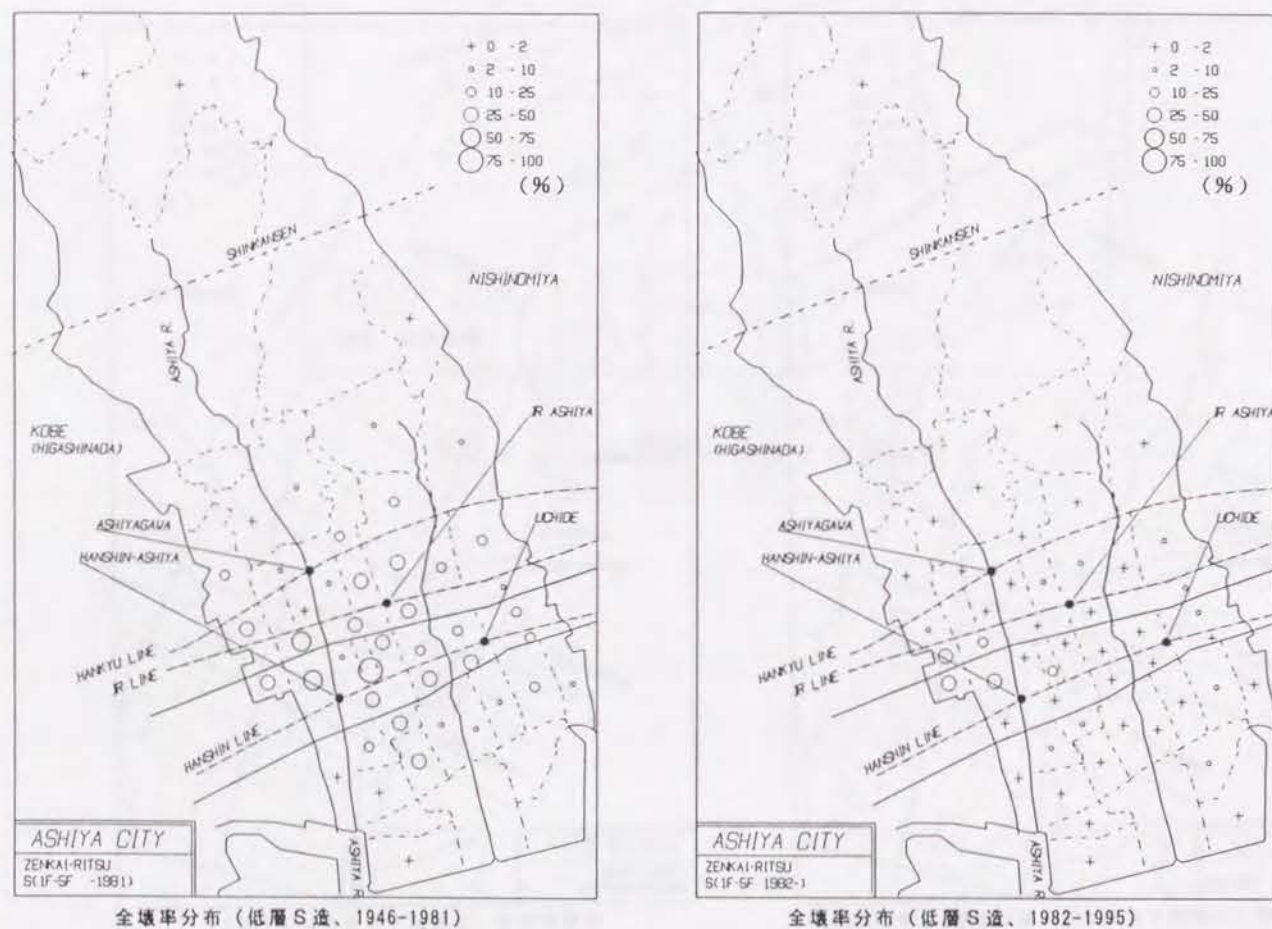 + 0 - 2
2 - 10
10 - 25
25 - 50
50 - 75
75 - 100
(%)
SHINKANSEN
NISHINOMIYA
ASHIYA R.
JR ASHIYA
KOBE
(HIGASHINADA)
UCHIDE
ASHIYAGAWA
HANSHIN-ASHIYA
HANKYU LINE
JR LINE
HANSHIN LINE
ASHIYA CITY
ZENKAI-RITSU
S(1F-5F -1981)
ASHIYA R.
全壊率分布(低層S造、1946-1981)
+ 0 - 2
2 - 10
10 - 25
25 - 50
50 - 75
75 - 100
(%)
SHINKANSEN
NISHINOMIYA
ASHIYA R.
JR ASHIYA
KOBE
(HIGASHINADA)
UCHIDE
ASHIYAGAWA
HANSHIN-ASHIYA
HANKYU LINE
JR LINE
HANSHIN LINE
ASHIYA CITY
ZENKAI-RITSU
S(1F-5F 1982-)
ASHIYA R.
全壊率分布(低層S造、1982-1995)